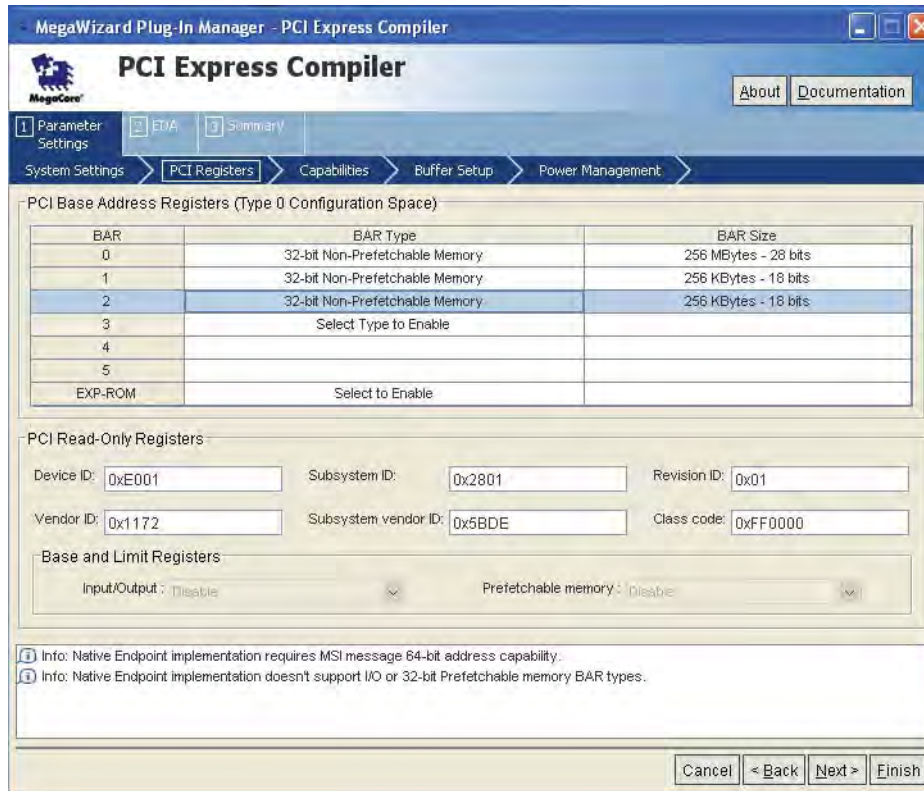 MegaWizard Plug-In Manager - PCI Express Compiler
MegaCore®
PCI Express Compiler
About Documentation
1 Parameter Settings 2 EDA 3 Summary
System Settings PCI Registers Capabilities Buffer Setup Power Management
PCI Base Address Registers (Type 0 Configuration Space)
BAR BAR Type BAR Size
0 32-bit Non-Prefetchable Memory 256 MBytes - 28 bits
1 32-bit Non-Prefetchable Memory 256 KBytes - 18 bits
2 32-bit Non-Prefetchable Memory 256 KBytes - 18 bits
3 Select Type to Enable
4
5
EXP-ROM Select to Enable
PCI Read-Only Registers
Device ID: 0xE001 Subsystem ID: 0x2801 Revision ID: 0x01
Vendor ID: 0x1172 Subsystem vendor ID: 0x5BDE Class code: 0xFF0000
Base and Limit Registers
Input/Output : Disable Prefetchable memory : Disable
Info: Native Endpoint implementation requires MSI message 64-bit address capability.
Info: Native Endpoint implementation doesn't support I/O or 32-bit Prefetchable memory BAR types.
Cancel < Back Next > Finish